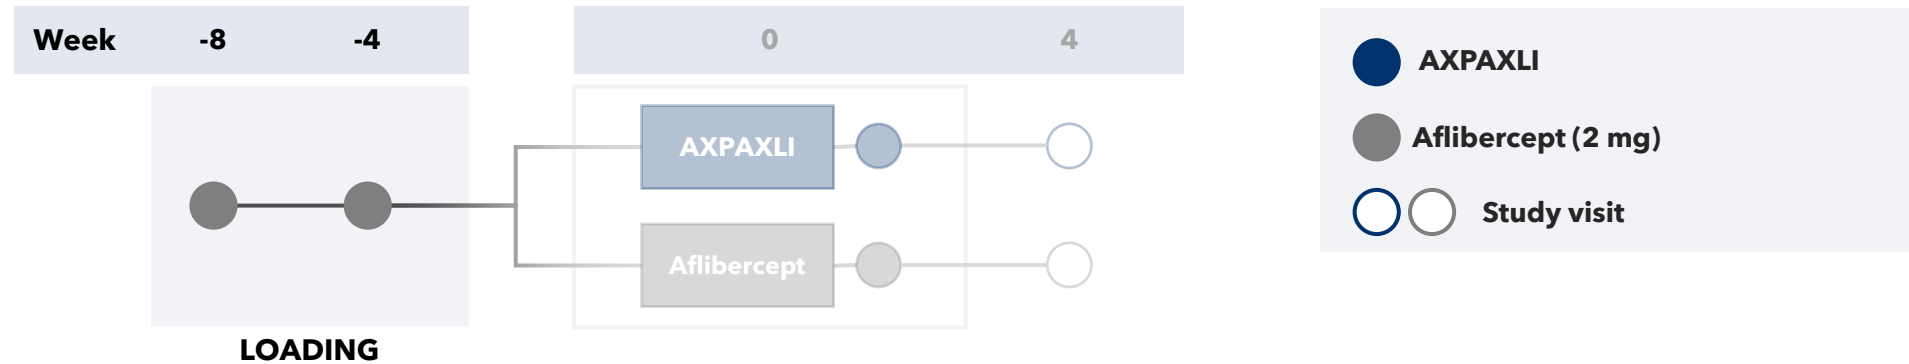 Week -8 -4 0 4
AXPAXLI
Aflibercept
LOADING
AXPAXLI
Aflibercept (2 mg)
Study visit